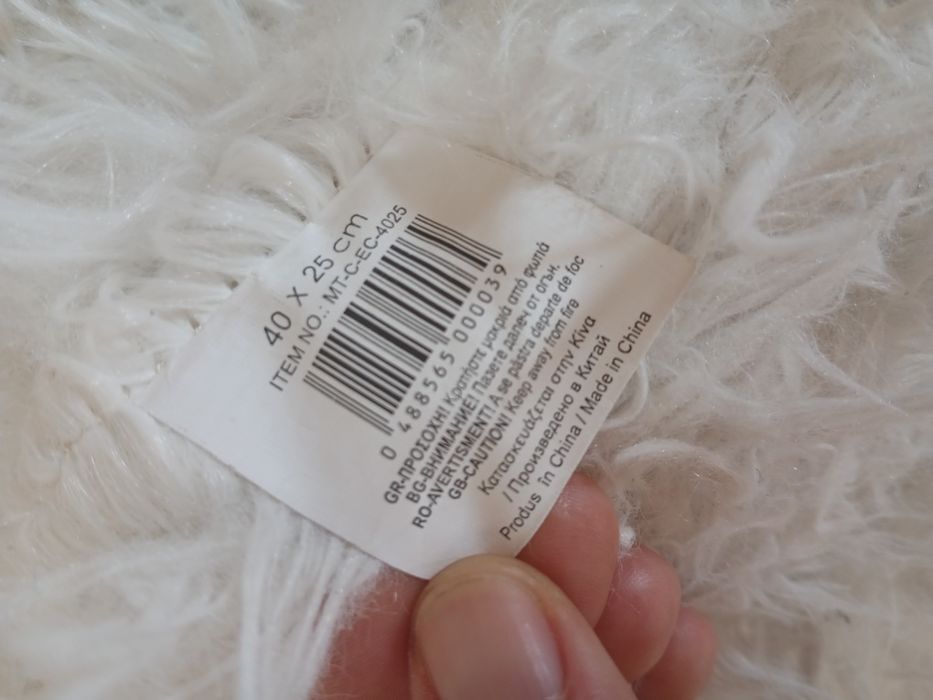 40 x 25 cm
ITEM NO.: MT-C-EC-4025
0 488565 000039
GR-ΠΡΟΣΟΧΗ! Κρατήστε μακριά από φωτιά
BG-ВНИМАНИЕ! Пазете далеч от огън.
RO-AVERTISMENT! A se păstra departe de foc
GB-CAUTION! Keep away from fire
Κατασκευάζεται στην Κίνα
/ Произведено в Китай
Produs în China / Made in China